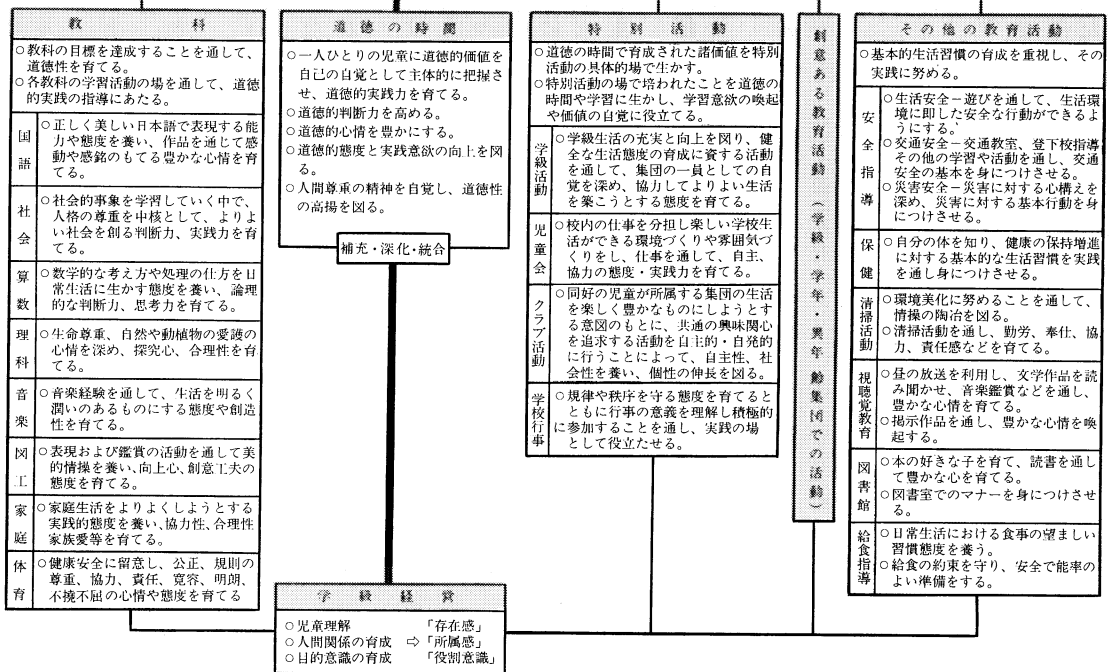 教科
○教科の目標を達成することを通して、
道徳性を育てる。
○各教科の学習活動の場を通して、道徳
的実践の指導にあたる。
国語
○正しく美しい日本語で表現する能
力や態度を養い、作品を通じて感
動や感銘のもてる豊かな心情を育
てる。
社会
○社会的事象を学習していく中で、
人格の尊重を中核として、よりよ
い社会を創る判断力、実践力を育
てる。
算数
○数学的な考え方や処理の仕方を日
常生活に生かす態度を養い、論理
的な判断力、思考力を育てる。
理科
○生命尊重、自然や動植物の愛護の
心情を深め、探究心、合理性を育
てる。
音楽
○音楽経験を通して、生活を明るく
潤いのあるものにする態度や創造
性を育てる。
図工
○表現および鑑賞の活動を通して美
的情操を養い、向上心、創意工夫の
態度を育てる。
家庭
○家庭生活をよりよくしようとする
実践的態度を養い、協力性、合理性
家族愛等を育てる。
体育
○健康安全に留意し、公正、規則の
尊重、協力、責任、寛容、明朗、
不撓不屈の心情や態度を育てる
道徳の時間
○一人ひとりの児童に道徳的価値を
自己の自覚として主体的に把握さ
せ、道徳的実践力を育てる。
○道徳的判断力を高める。
○道徳的心情を豊かにする。
○道徳的態度と実践意欲の向上を図
る。
○人間尊重の精神を自覚し、道徳性
の高揚を図る。
補充・深化・統合
特別活動
○道徳の時間で育成された諸価値を特別
活動の具体的場で生かす。
○特別活動の場で培われたことを道徳の
時間や学習に生かし、学習意欲の喚起
や価値の自覚に役立てる。
学級活動
○学級生活の充実と向上を図り、健
全な生活態度の育成に資する活動
を通して、集団の一員としての自
覚を深め、協力してよりよい生活
を築こうとする態度を育てる。
児童会
○校内の仕事を分担し楽しい学校生
活ができる環境づくりや雰囲気づ
くりをし、仕事を通して、自主、
協力の態度・実践力を育てる。
クラブ活動
○同好の児童が所属する集団の生活
を楽しく豊かなものにしようとす
る意図のもとに、共通の興味関心
を追求する活動を自主的・自発的
に行うことによって、自主性、社
会性を養い、個性の伸長を図る。
学校行事
○規律や秩序を守る態度を育てると
ともに行事の意義を理解し積極的
に参加することを通し、実践の場
として役立たせる。
創意ある教育活動（学級・学年・異年齢集団での活動）
その他の教育活動
○基本的生活習慣の育成を重視し、その
実践に努める。
安全指導
○生活安全－遊びを通して、生活環
境に即した安全な行動ができるよ
うにする。
○交通安全－交通教室、登下校指導
その他の学習や活動を通し、交通
安全の基本を身につけさせる。
○災害安全－災害に対する心構えを
深め、災害に対する基本行動を身
につけさせる。
保健
○自分の体を知り、健康の保持増進
に対する基本的な生活習慣を実践
を通し身につけさせる。
清掃活動
○環境美化に努めることを通して、
情操の陶冶を図る。
○清掃活動を通し、勤労、奉仕、協
力、責任感などを育てる。
視聴覚教育
○昼の放送を利用し、文学作品を読
み聞かせ、音楽鑑賞などを通し、
豊かな心情を育てる。
○掲示作品を通し、豊かな心情を喚
起する。
図書館
○本の好きな子を育て、読書を通し
て豊かな心を育てる。
○図書室でのマナーを身につけさせ
る。
給食指導
○日常生活における食事の望ましい
習慣態度を養う。
○給食の約束を守り、安全で能率の
よい準備をする。
学級経営
○児童理解 「存在感」
○人間関係の育成 ⇨「所属感」
○目的意識の育成 「役割意識」